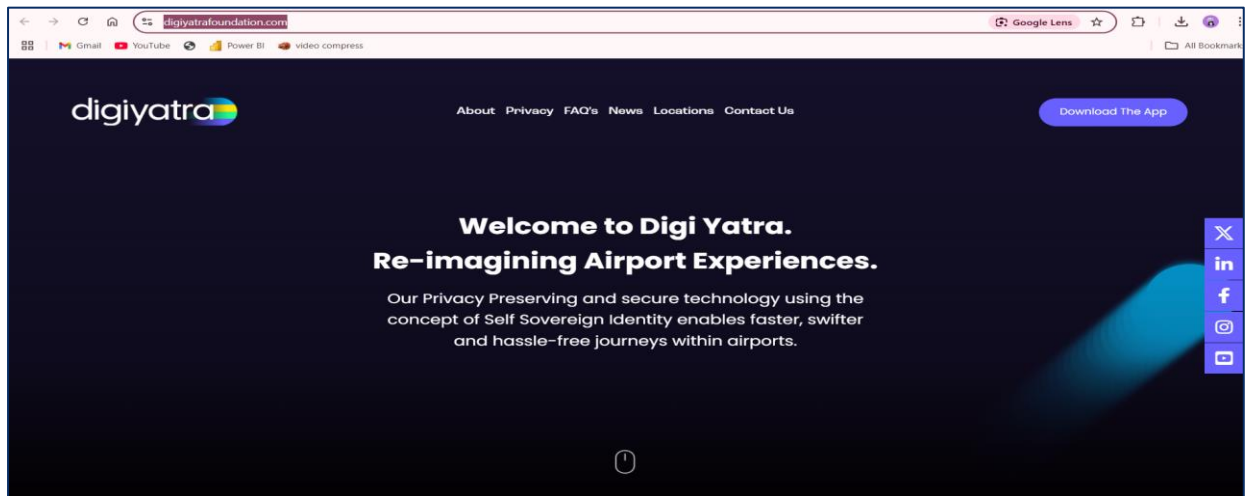 digiyatrafoundation.com
Google Lens
Gmail YouTube Power BI video compress
All Bookmark
digiyatra
About Privacy FAQ's News Locations Contact Us
Download The App
Welcome to Digi Yatra.
Re-imagining Airport Experiences.
Our Privacy Preserving and secure technology using the
concept of Self Sovereign Identity enables faster, swifter
and hassle-free journeys within airports.
X
in
f